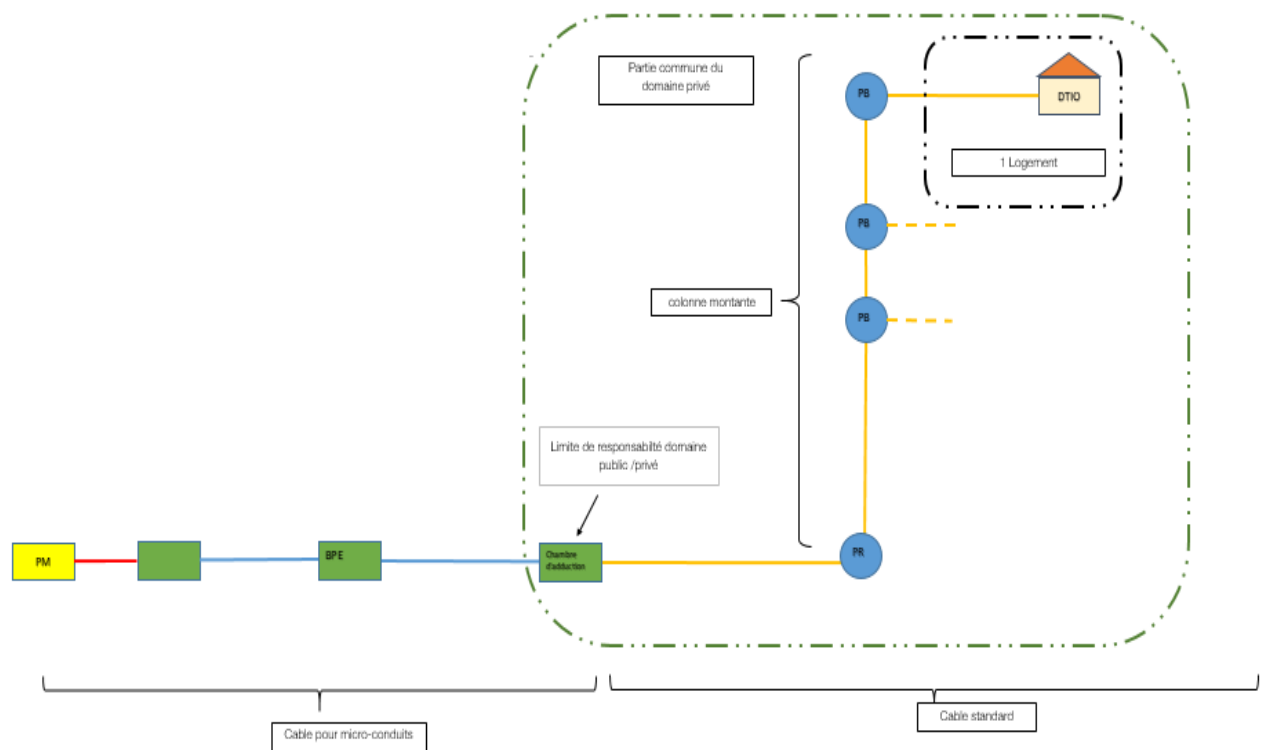 Partie commune du
domaine privé
PB
DTIO
1 Logement
PB
colonne montante
PB
Limite de responsabilté domaine
public /privé
PM
BPE
Chambre
d'adduction
PR
Cable pour micro-conduits
Cable standard